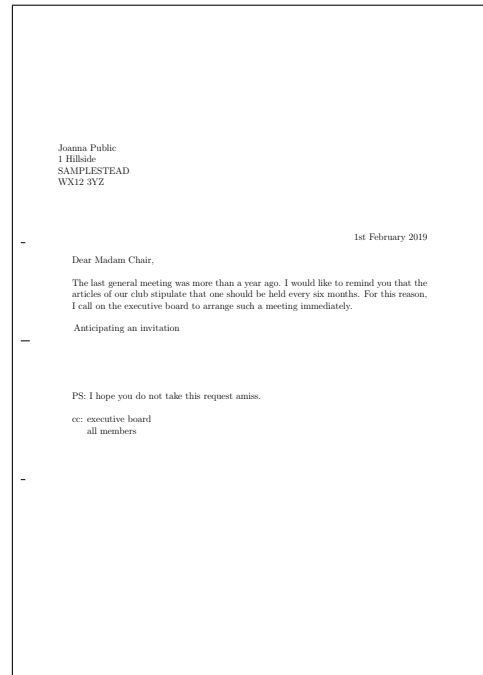 Joanna Public
1 Hillside
SAMPLESTEAD
WX12 3YZ
1st February 2019
Dear Madam Chair,
The last general meeting was more than a year ago. I would like to remind you that the
articles of our club stipulate that one should be held every six months. For this reason,
I call on the executive board to arrange such a meeting immediately.
Anticipating an invitation
PS: I hope you do not take this request amiss.
cc: executive board
all members